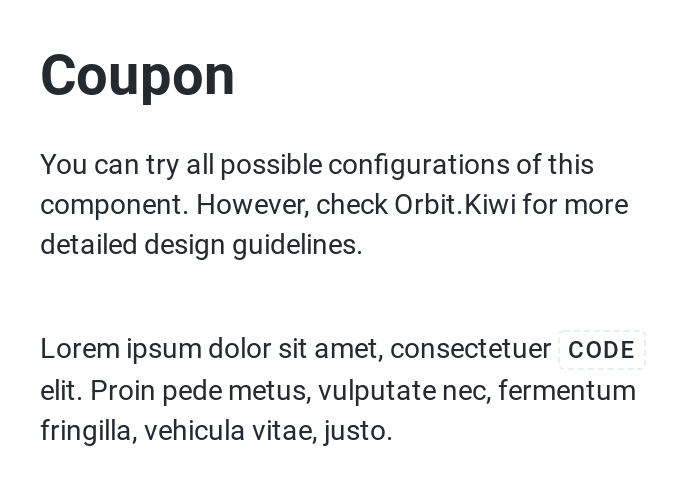 Coupon
You can try all possible configurations of this
component. However, check Orbit.Kiwi for more
detailed design guidelines.
Lorem ipsum dolor sit amet, consectetuer CODE
elit. Proin pede metus, vulputate nec, fermentum
fringilla, vehicula vitae, justo.